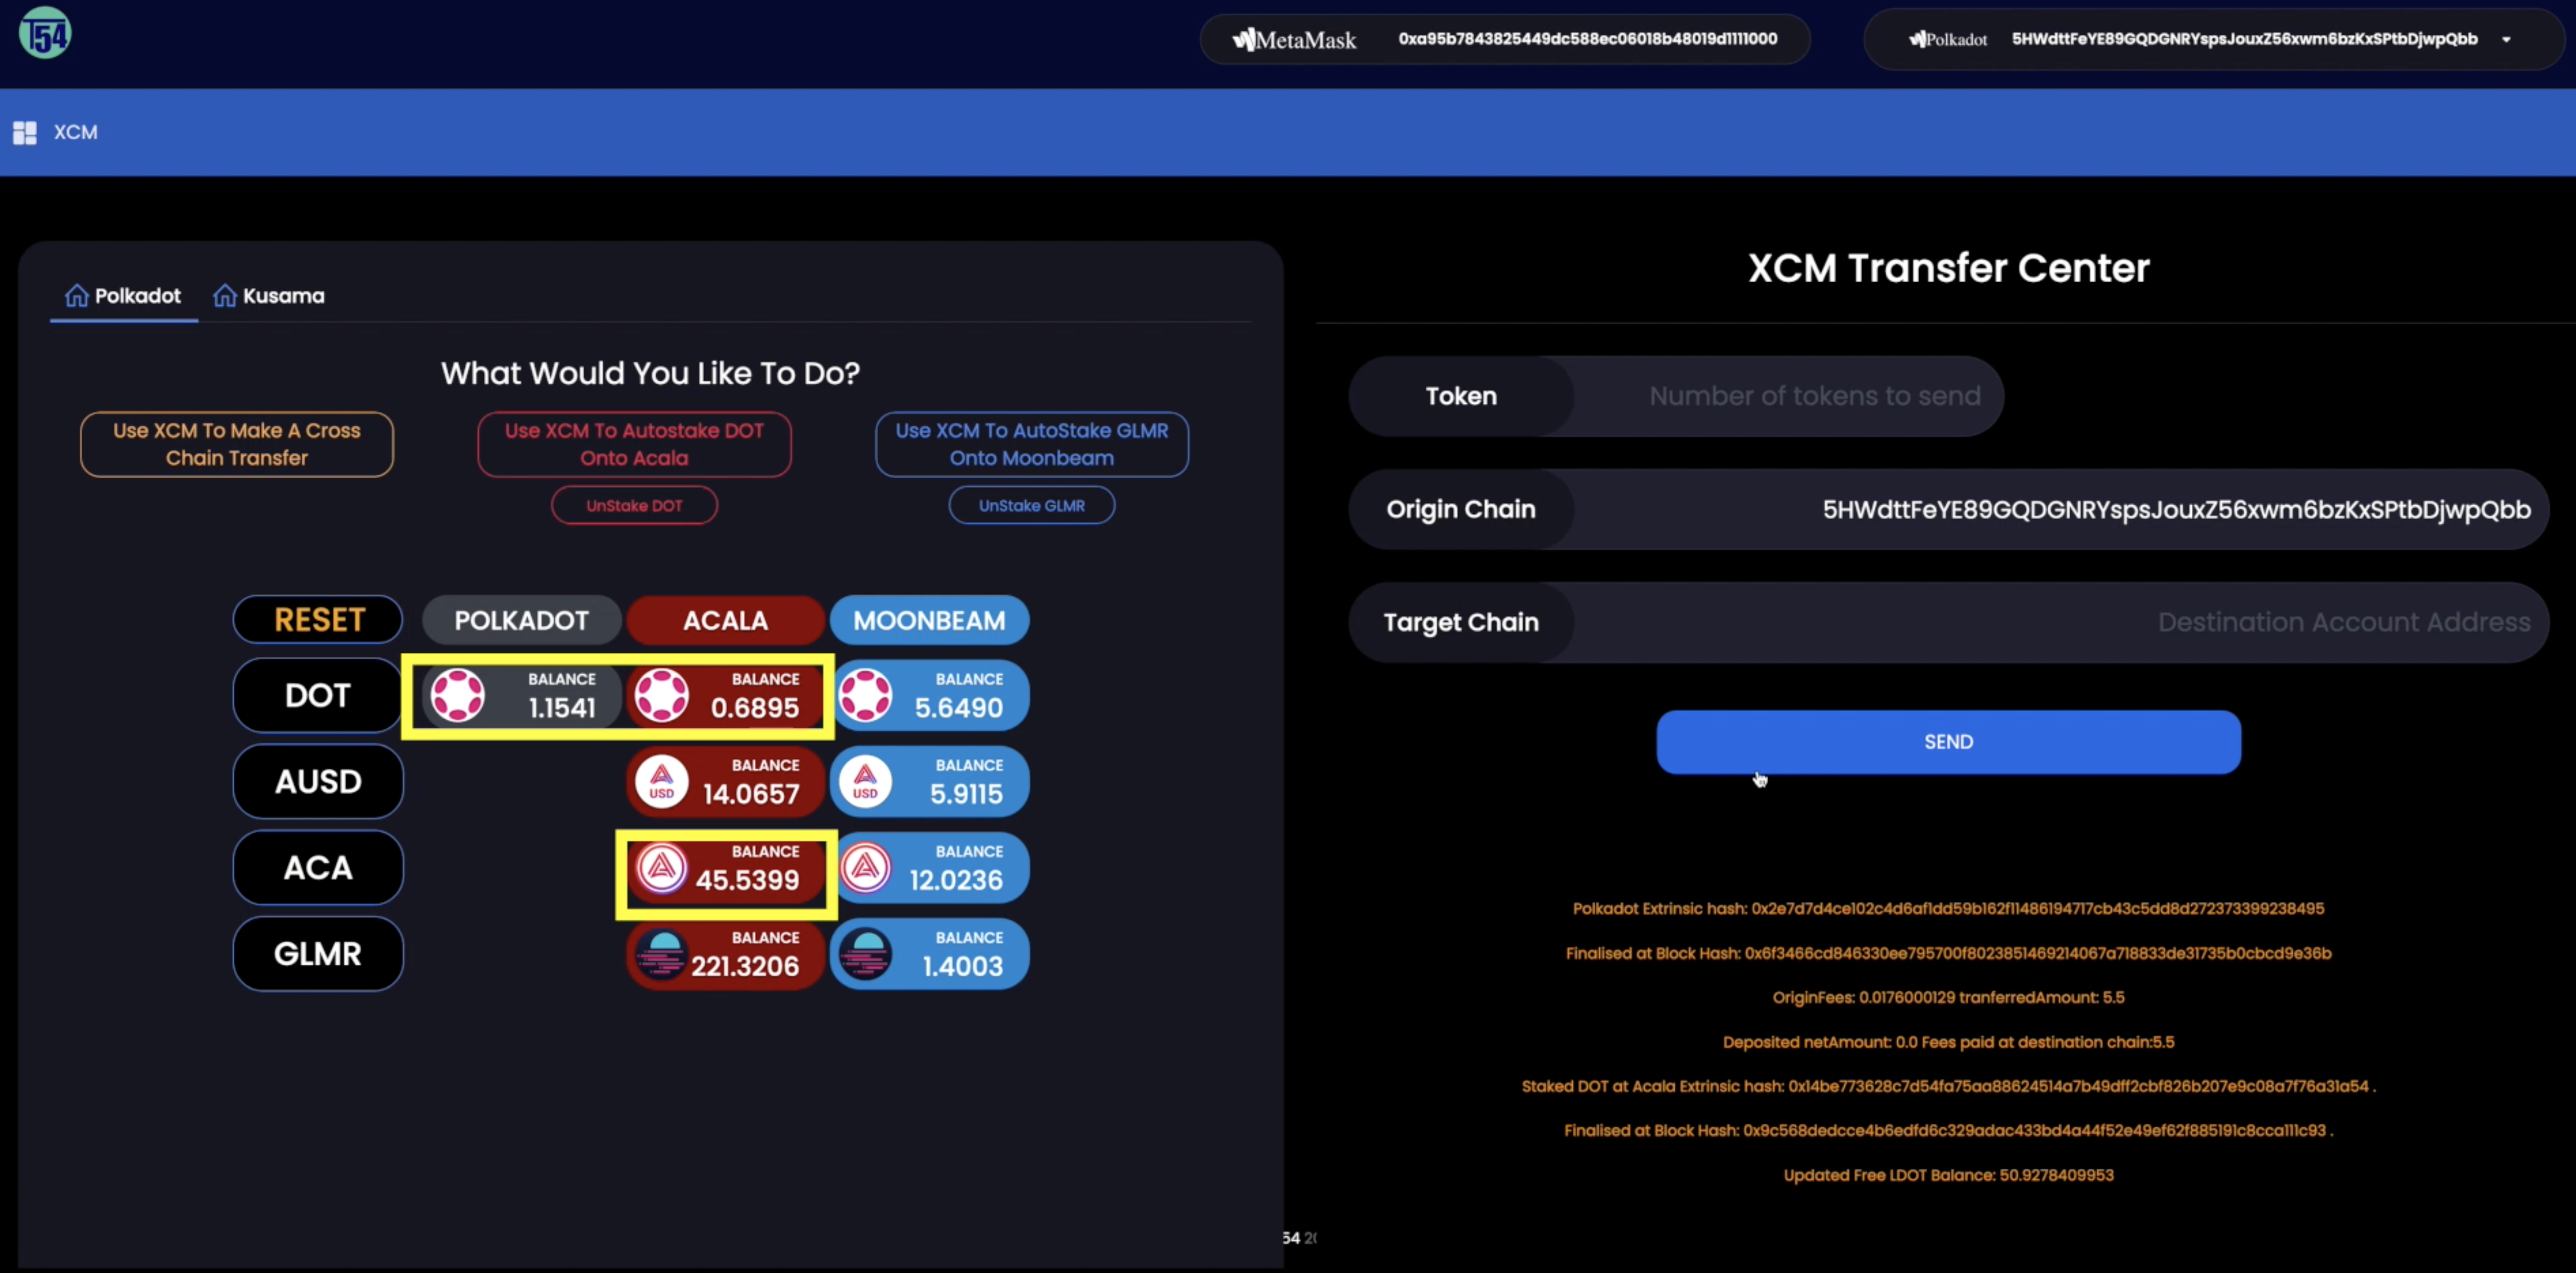 T54
MetaMask 0xa95b7843825449dc588ec06018b48019d1111000
Polkadot 5HWdttFeYE89GQDGNRYspsJouxZ56xwm6bzKxSPtbDjwpQbb
XCM
Polkadot Kusama
What Would You Like To Do?
Use XCM To Make A Cross
Chain Transfer
Use XCM To Autostake DOT
Onto Acala
UnStake DOT
Use XCM To AutoStake GLMR
Onto Moonbeam
UnStake GLMR
RESET POLKADOT ACALA MOONBEAM
DOT BALANCE 1.1541 BALANCE 0.6895 BALANCE 5.6490
AUSD USD BALANCE 14.0657 USD BALANCE 5.9115
ACA BALANCE 45.5399 BALANCE 12.0236
GLMR BALANCE 221.3206 BALANCE 1.4003
XCM Transfer Center
Token Number of tokens to send
Origin Chain 5HWdttFeYE89GQDGNRYspsJouxZ56xwm6bzKxSPtbDjwpQbb
Target Chain Destination Account Address
SEND
Polkadot Extrinsic hash: 0x2e7d7d4ce102c4d6af1dd59b162f11486194717cb43c5dd8d272373399238495
Finalised at Block Hash: 0x6f3466cd846330ee795700f8023851469214067a718833de31735b0cbcd9e36b
OriginFees: 0.0176000129 tranferredAmount: 5.5
Deposited netAmount: 0.0 Fees paid at destination chain:5.5
Staked DOT at Acala Extrinsic hash: 0x14be773628c7d54fa75aa88624514a7b49dff2cbf826b207e9c08a7f76a31a54 .
Finalised at Block Hash: 0x9c568dedcce4b6edfd6c329adac433bd4a44f52e49ef62f885191c8cca111c93 .
Updated Free LDOT Balance: 50.9278409953
54 20